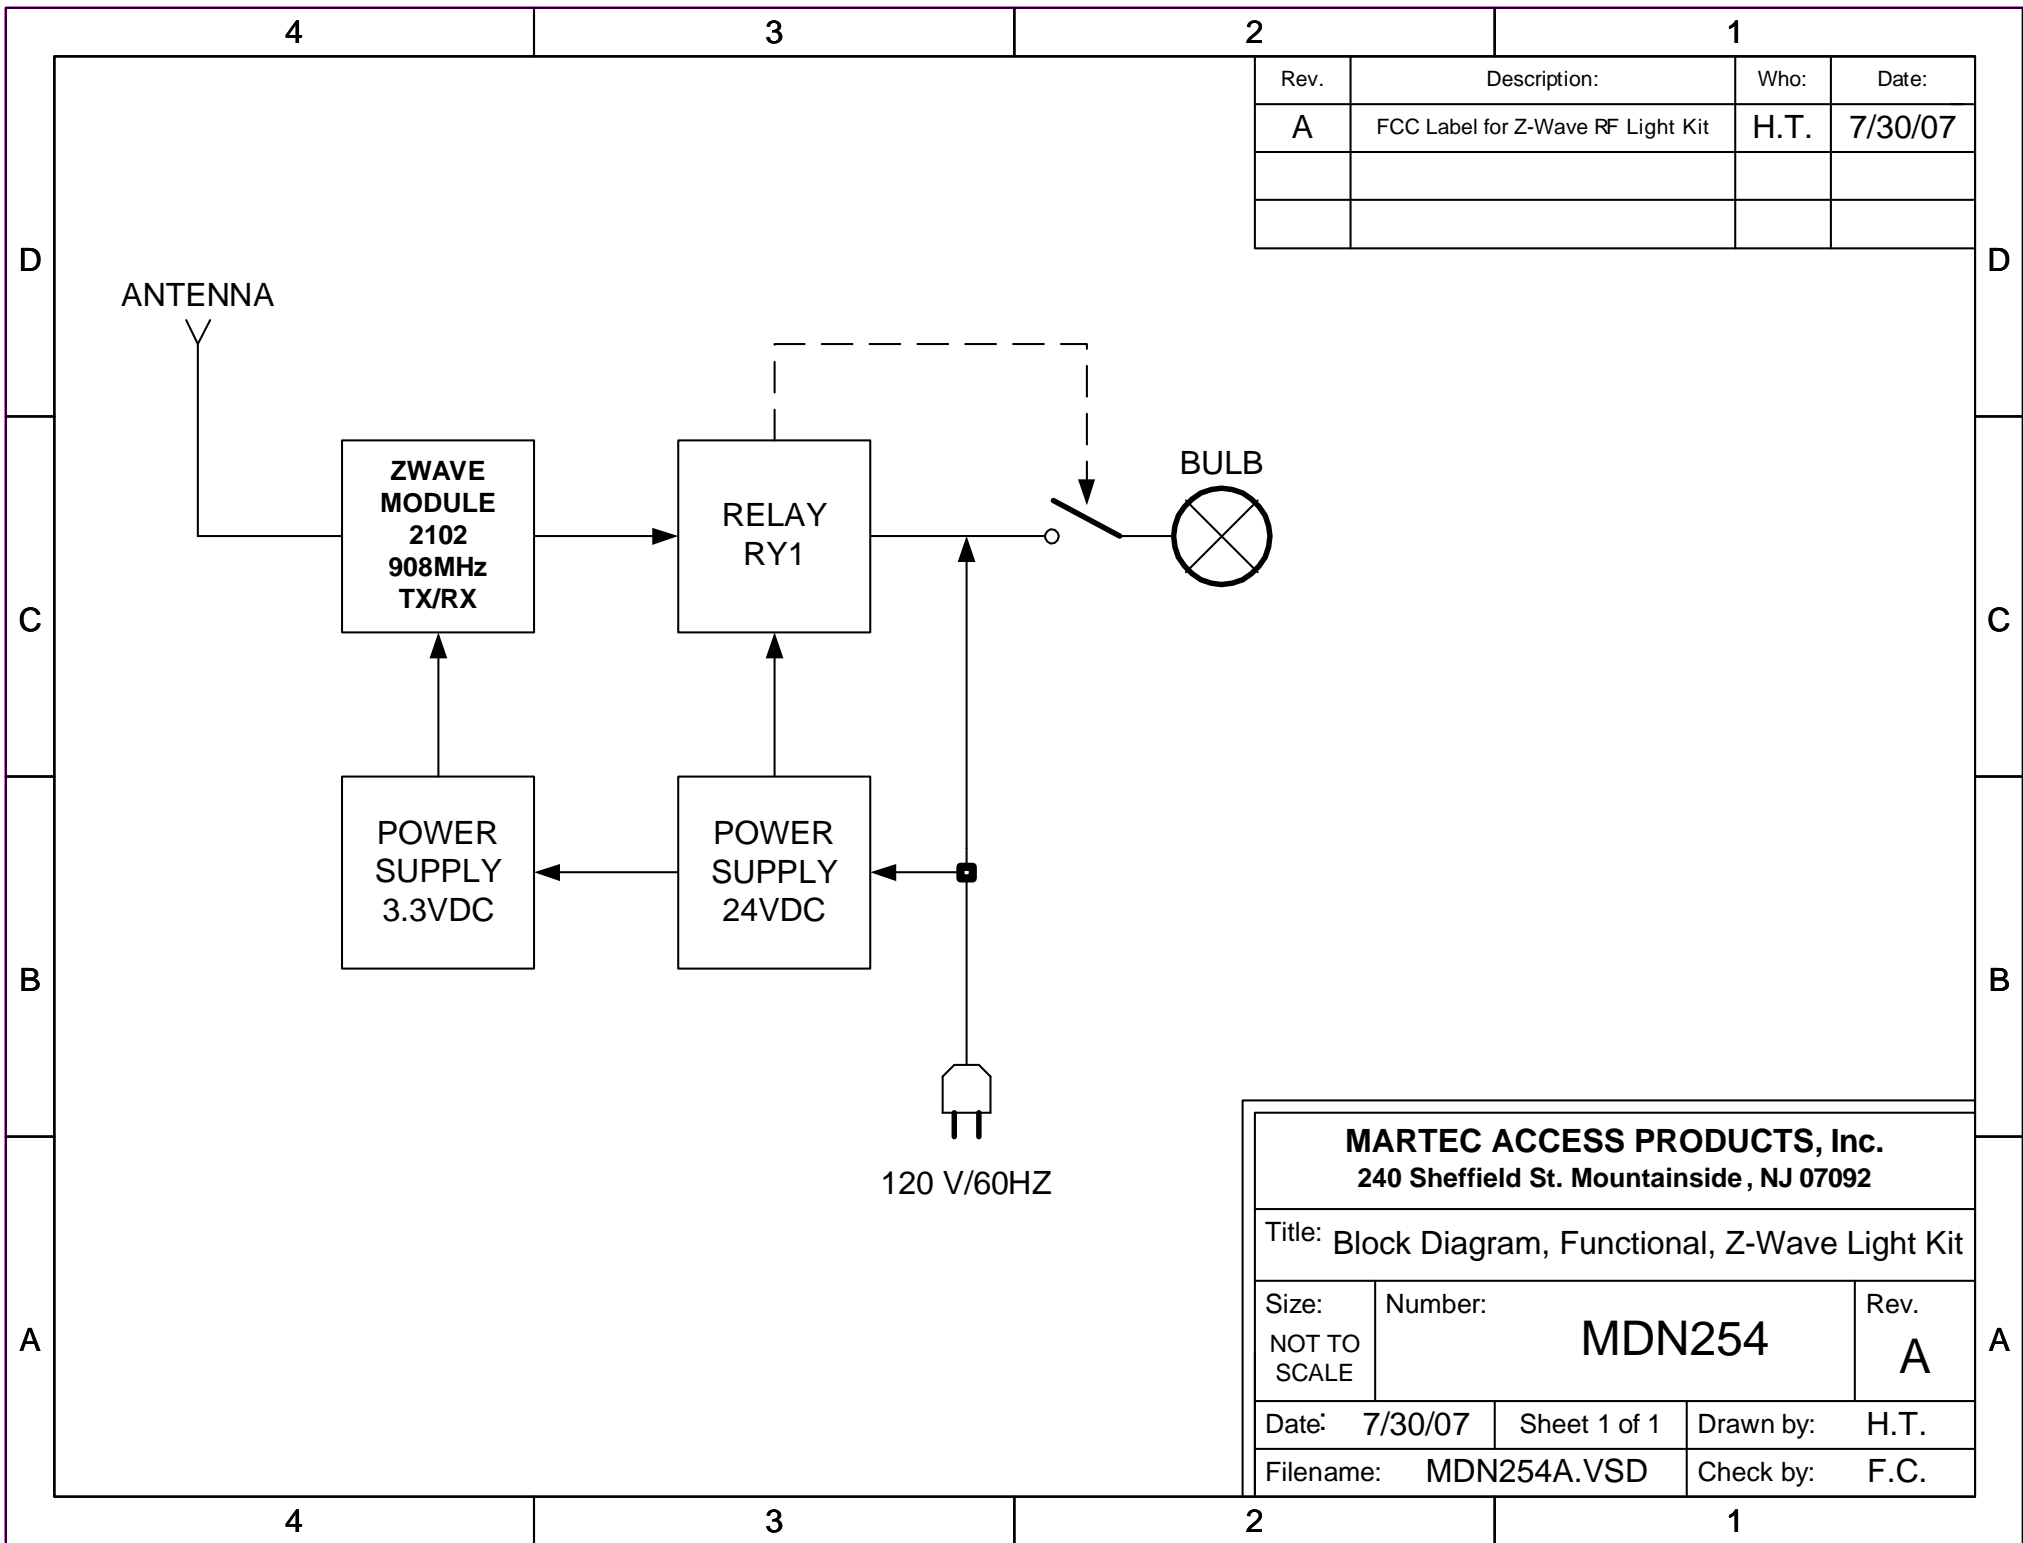 4 3 2 1
Rev. Description: Who: Date:
A FCC Label for Z-Wave RF Light Kit H.T. 7/30/07
D D
ANTENNA
BULB
ZWAVE
MODULE
2102
908MHz
TX/RX
RELAY
RY1
C C
POWER
SUPPLY
3.3VDC
POWER
SUPPLY
24VDC
B B
120 V/60HZ
MARTEC ACCESS PRODUCTS, Inc.
240 Sheffield St. Mountainside, NJ 07092
Title: Block Diagram, Functional, Z-Wave Light Kit
Size: Number: Rev.
NOT TO
SCALE
MDN254
A
A A
Date: 7/30/07 Sheet 1 of 1 Drawn by: H.T.
Filename: MDN254A.VSD Check by: F.C.
4 3 2 1